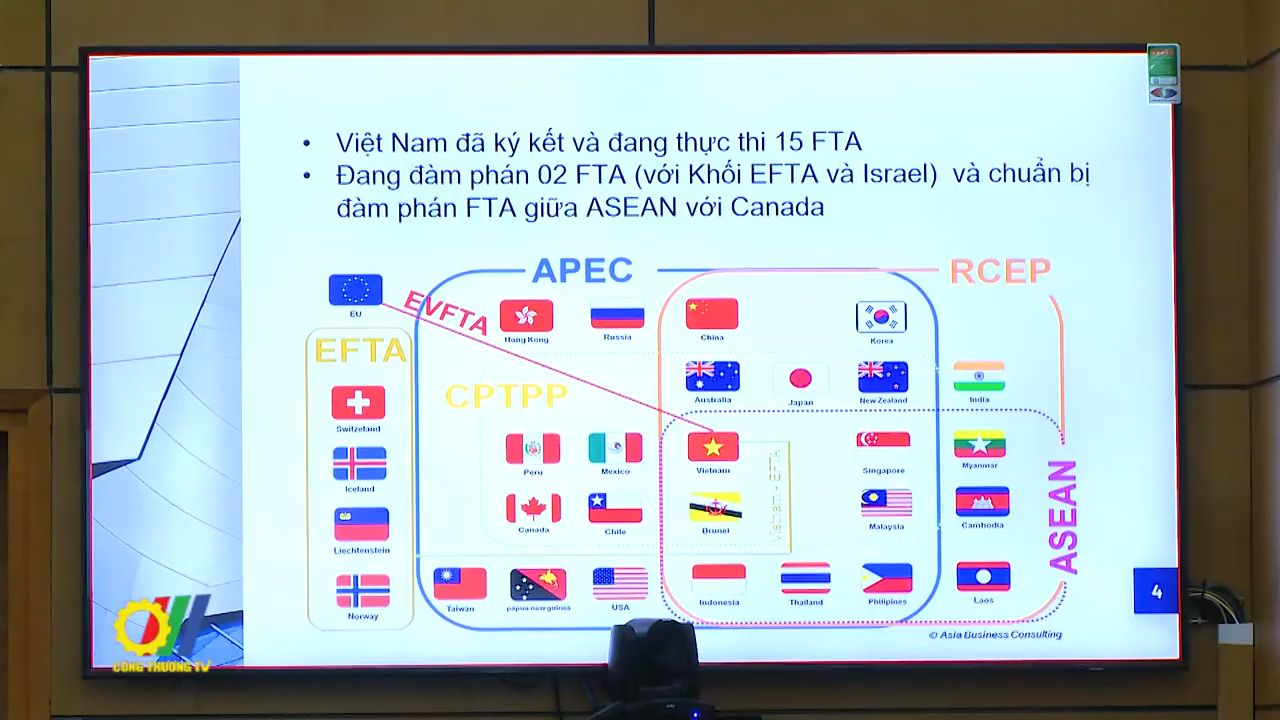 • Việt Nam đã ký kết và đang thực thi 15 FTA
• Đang đàm phán 02 FTA (với Khối EFTA và Israel) và chuẩn bị
đàm phán FTA giữa ASEAN với Canada
APEC
RCEP
EU
EVFTA
Hong Kong
Russia
China
Korea
EFTA
CPTPP
Australia
Japan
New Zealand
India
Switzeland
Peru
Mexico
Vietnam
Singapore
Myanmar
Iceland
Vietnam - EFTA
ASEAN
Canada
Chile
Brunei
Malaysia
Cambodia
Liechtenstein
Norway
Taiwan
papua new guinea
USA
Indonesia
Thailand
Philipines
Laos
4
© Asia Business Consulting
CÔNG THƯƠNG TV